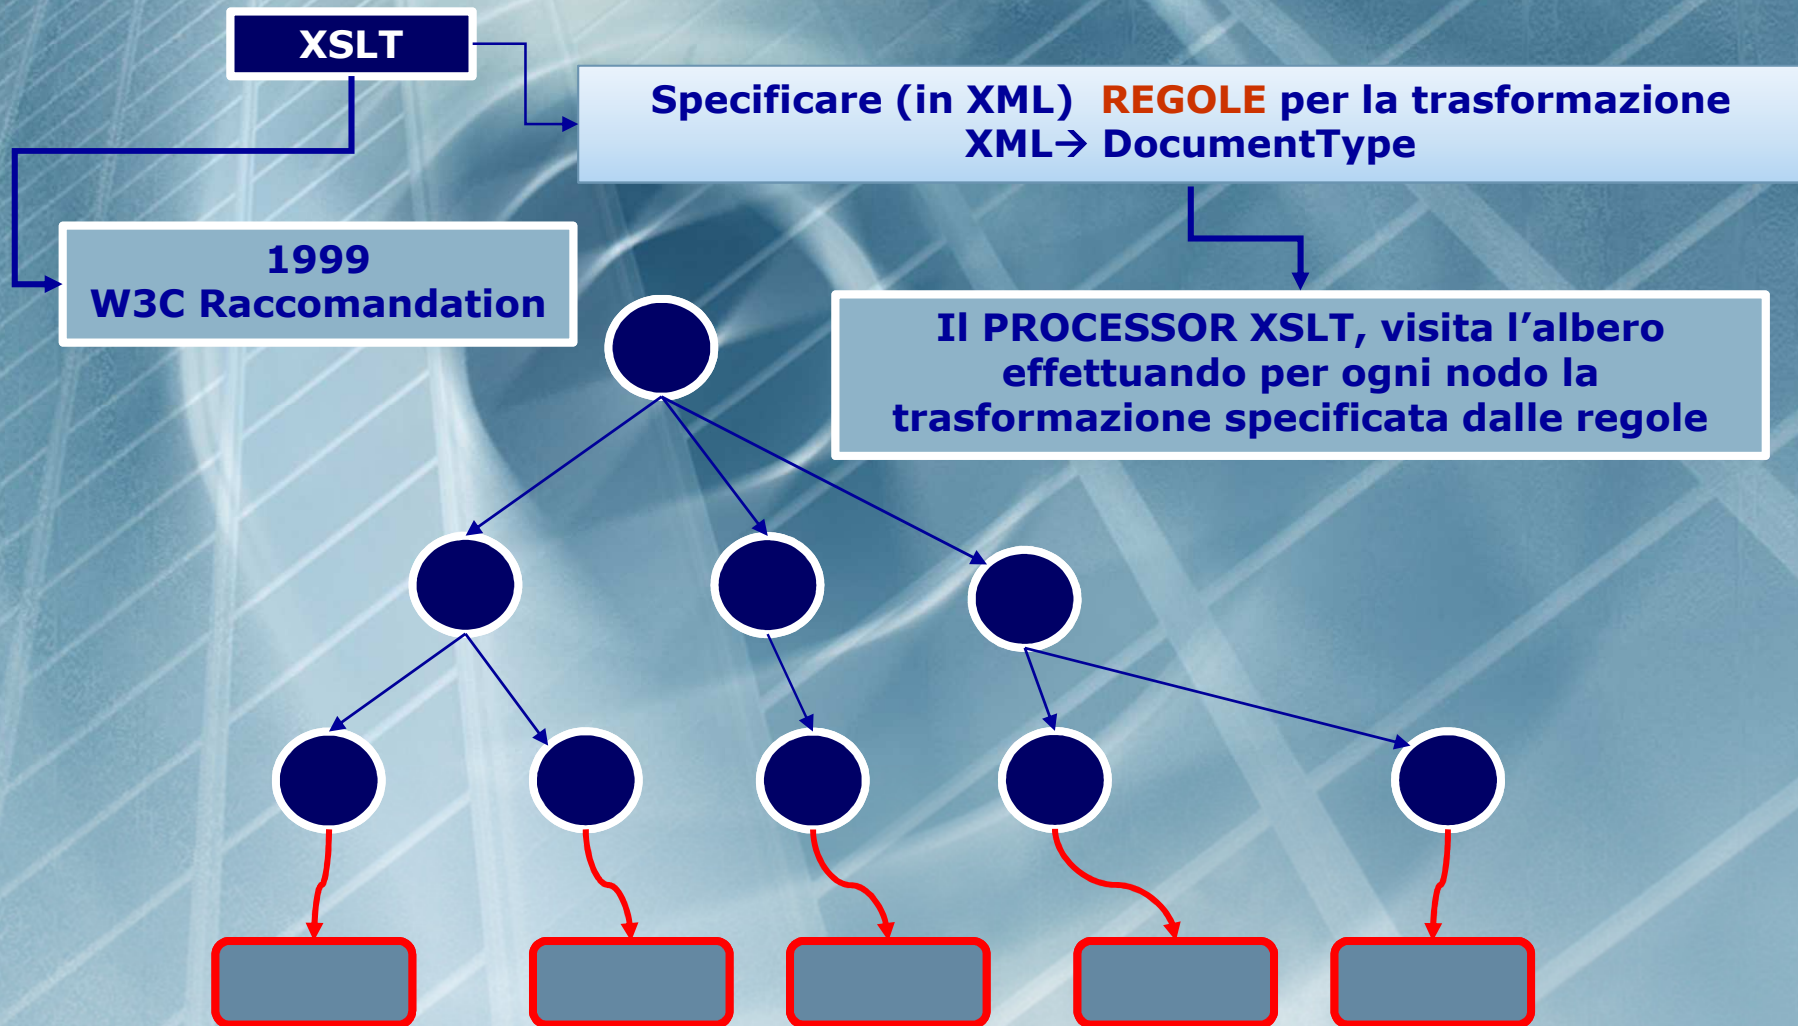 XSLT
Specificare (in XML) REGOLE per la trasformazione
XML→ DocumentType
1999
W3C Raccomandation
Il PROCESSOR XSLT, visita l’albero
effettuando per ogni nodo la
trasformazione specificata dalle regole